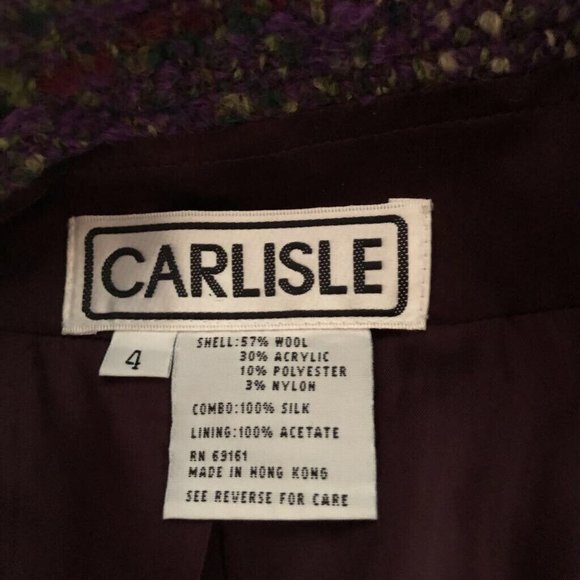 CARLISLE
4
SHELL:57% WOOL
30% ACRYLIC
10% POLYESTER
3% NYLON
COMBO:100% SILK
LINING:100% ACETATE
RN 69161
MADE IN HONG KONG
SEE REVERSE FOR CARE